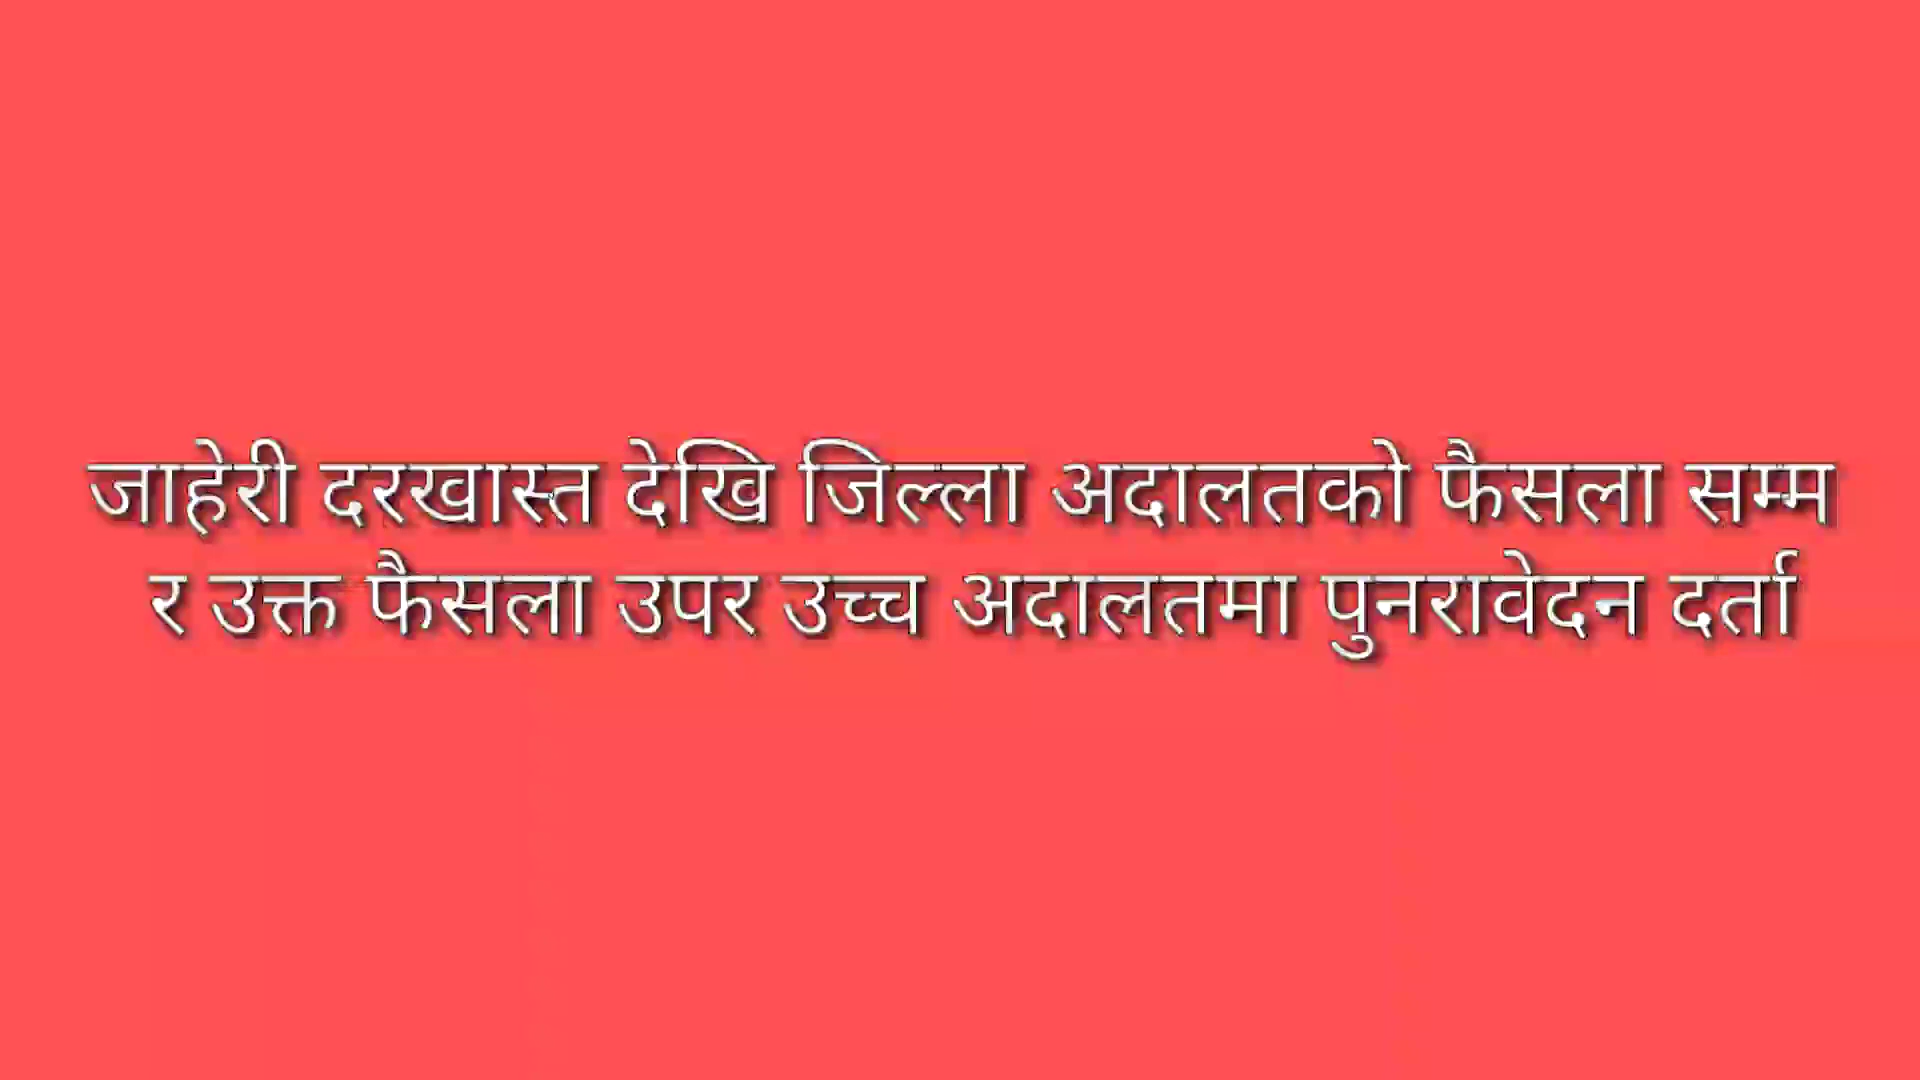 जाहेरी दरखास्त देखि जिल्ला अदालतको फैसला सम्म
र उक्त फैसला उपर उच्च अदालतमा पुनरावेदन दर्ता